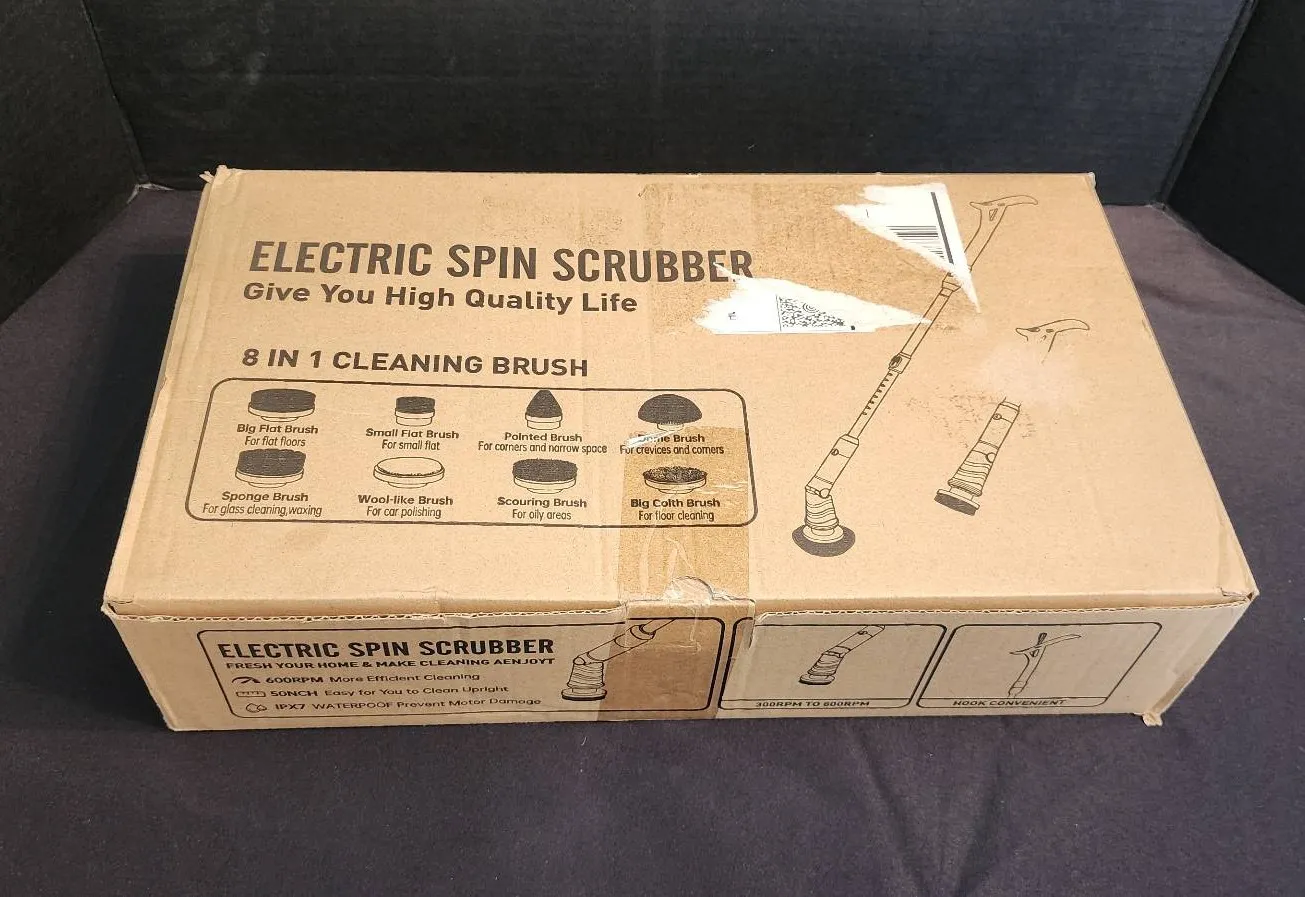 ELECTRIC SPIN SCRUBBER
Give You High Quality Life
8 IN 1 CLEANING BRUSH
Big Flat Brush
For flat floors
Small Flat Brush
For small flat
Pointed Brush
For corners and narrow space
Brush
For crevices and corners
Sponge Brush
For glass cleaning,waxing
Wool-like Brush
For car polishing
Scouring Brush
For oily areas
Big Colth Brush
For floor cleaning
ELECTRIC SPIN SCRUBBER
FRESH YOUR HOME & MAKE CLEANING AENJOYT
600RPM More Efficient Cleaning
50NCH Easy for You to Clean Upright
IPX7 WATERPROOF Prevent Motor Damage
300RPM TO 600RPM
HOOK CONVENIENT